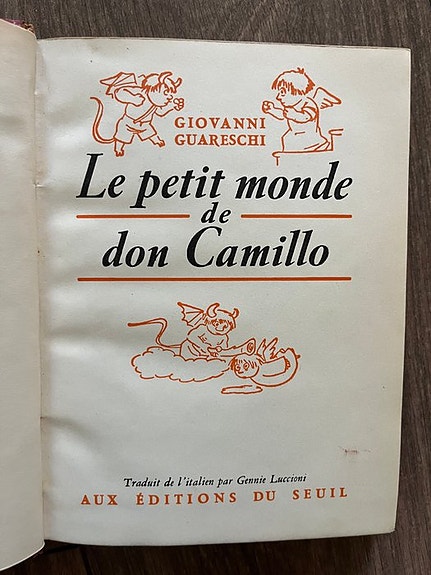 GIOVANNI
GUARESCHI
Le petit monde
de
don Camillo
Traduit de l'italien par Gennie Luccioni
AUX ÉDITIONS DU SEUIL